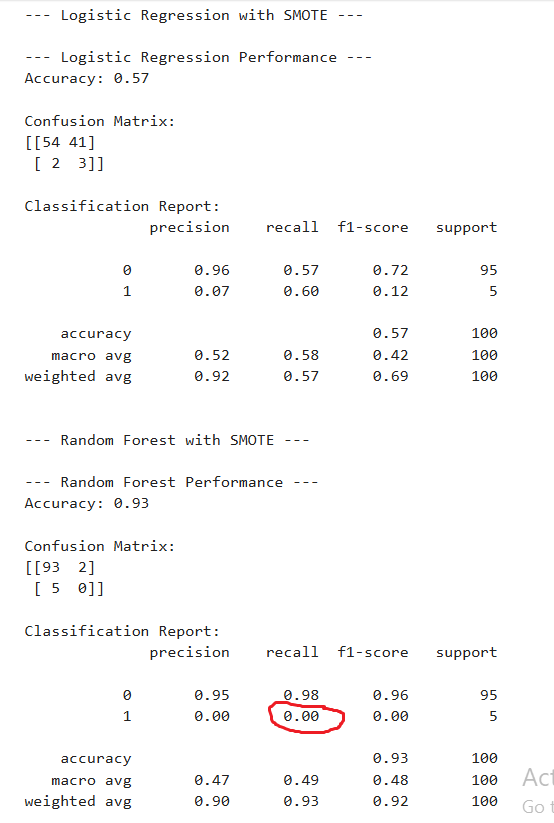 --- Logistic Regression with SMOTE ---
--- Logistic Regression Performance ---
Accuracy: 0.57
Confusion Matrix:
[[54 41]
[ 2 3]]
Classification Report:
precision recall f1-score support
0 0.96 0.57 0.72 95
1 0.07 0.60 0.12 5
accuracy 0.57 100
macro avg 0.52 0.58 0.42 100
weighted avg 0.92 0.57 0.69 100
--- Random Forest with SMOTE ---
--- Random Forest Performance ---
Accuracy: 0.93
Confusion Matrix:
[[93 2]
[ 5 0]]
Classification Report:
precision recall f1-score support
0 0.95 0.98 0.96 95
1 0.00 0.00 0.00 5
accuracy 0.93 100
macro avg 0.47 0.49 0.48 100
weighted avg 0.90 0.93 0.92 100
Go